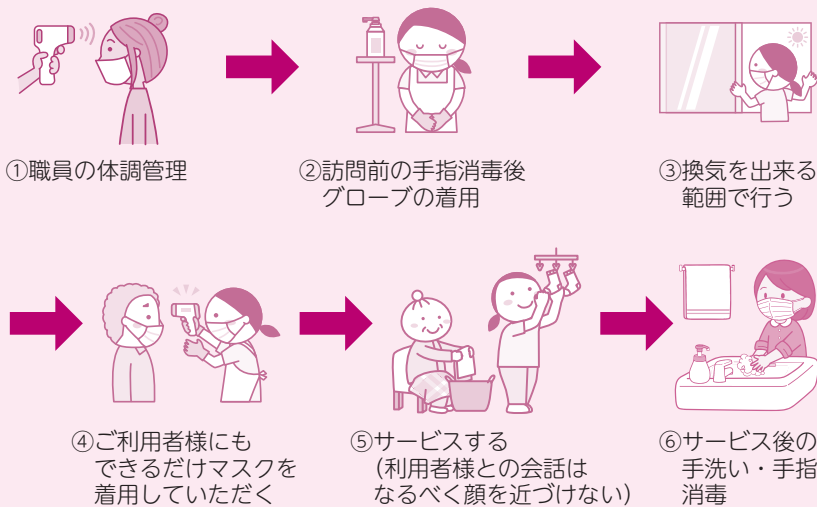 ①職員の体調管理
②訪問前の手指消毒後
グローブの着用
③換気を出来る
範囲で行う
④ご利用者様にも
できるだけマスクを
着用していただく
⑤サービスする
(利用者様との会話は
なるべく顔を近づけない)
⑥サービス後の
手洗い・手指
消毒